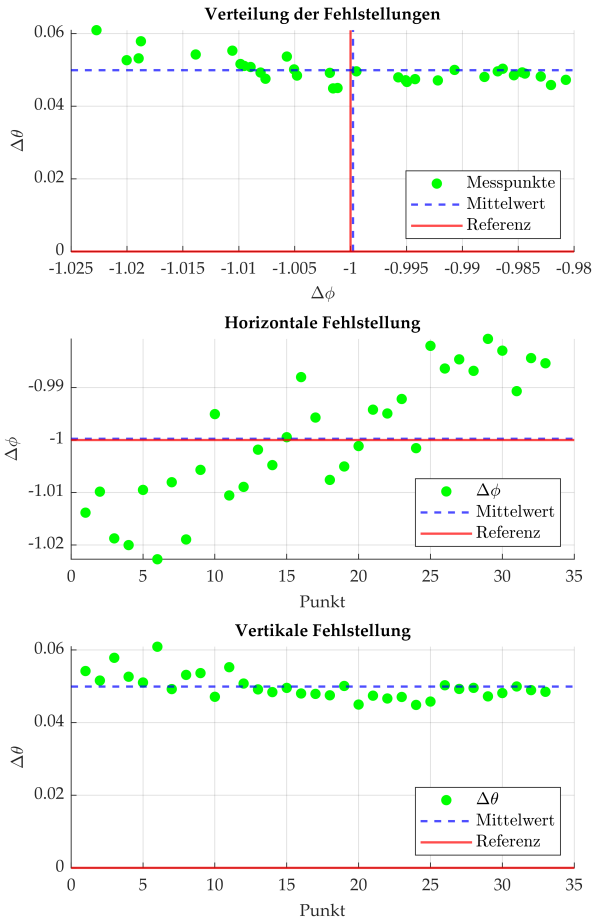 Verteilung der Fehlstellungen
0.06
0.04
0.02
0
Δθ
Messpunkte
Mittelwert
Referenz
-1.025 -1.02 -1.015 -1.01 -1.005 -1 -0.995 -0.99 -0.985 -0.98
Δϕ
Horizontale Fehlstellung
-0.99
-1
-1.01
-1.02
Δϕ
Δϕ
Mittelwert
Referenz
0 5 10 15 20 25 30 35
Punkt
Vertikale Fehlstellung
0.06
0.04
0.02
0
Δθ
Δθ
Mittelwert
Referenz
0 5 10 15 20 25 30 35
Punkt